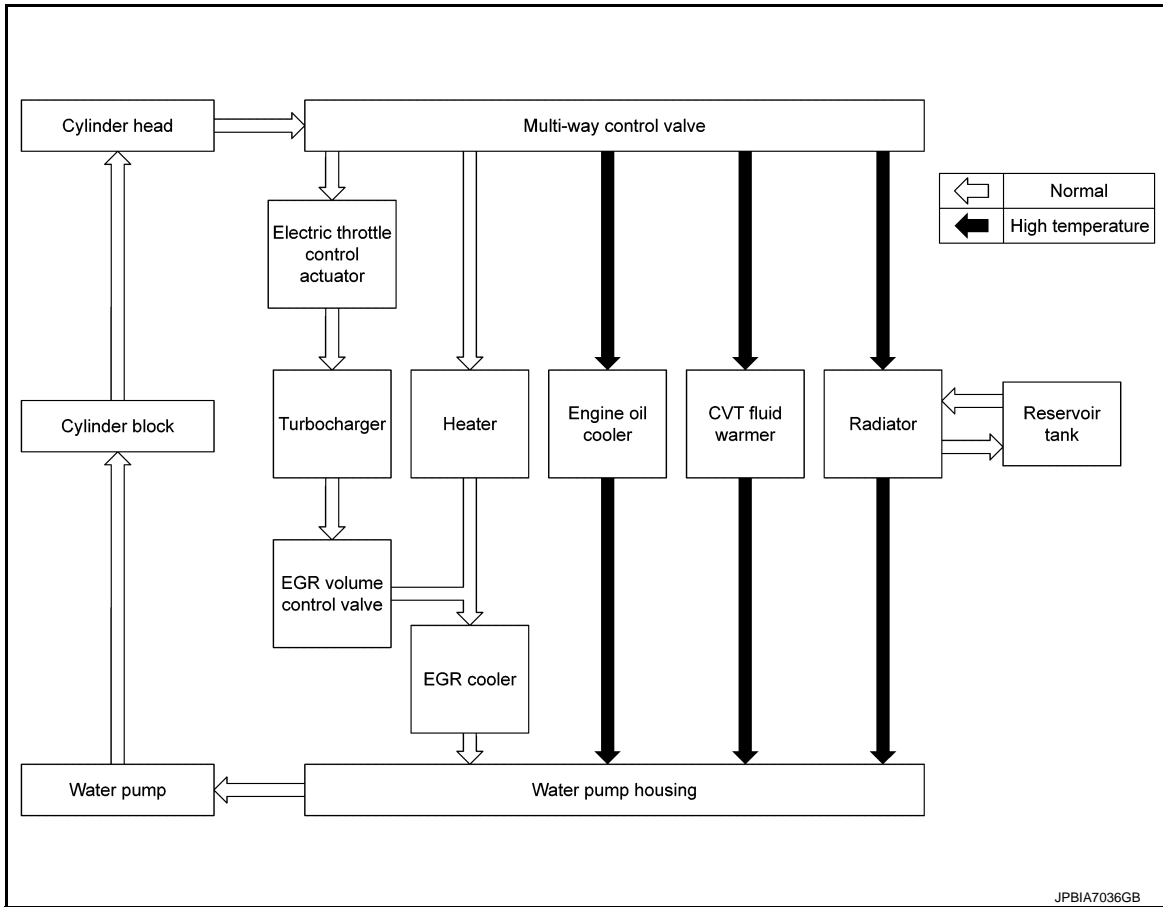 Cylinder head
Multi-way control valve
Normal
High temperature
Electric throttle
control
actuator
Cylinder block
Turbocharger
Heater
Engine oil
cooler
CVT fluid
warmer
Radiator
Reservoir
tank
EGR volume
control valve
EGR cooler
Water pump
Water pump housing
JPBIA7036GB